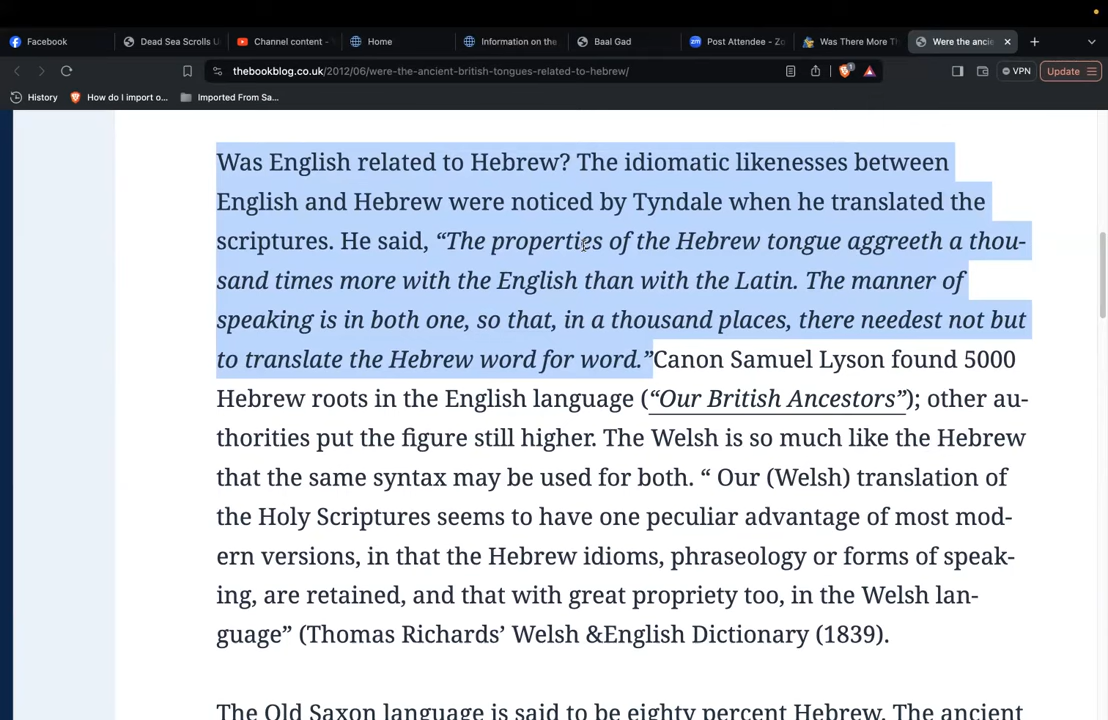 Facebook
Dead Sea Scrolls U
Channel content -
Home
Information on the
Baal Gad
Post Attendee - Zo
Was There More T
Were the ancie
thebookblog.co.uk/2012/06/were-the-ancient-british-tongues-related-to-hebrew/
1
VPN
Update
History
How do I import o...
Imported From Sa...
Was English related to Hebrew? The idiomatic likenesses between
English and Hebrew were noticed by Tyndale when he translated the
scriptures. He said, “The properties of the Hebrew tongue aggreeth a thou-
sand times more with the English than with the Latin. The manner of
speaking is in both one, so that, in a thousand places, there needest not but
to translate the Hebrew word for word.”Canon Samuel Lyson found 5000
Hebrew roots in the English language (“Our British Ancestors”); other au-
thorities put the figure still higher. The Welsh is so much like the Hebrew
that the same syntax may be used for both. “ Our (Welsh) translation of
the Holy Scriptures seems to have one peculiar advantage of most mod-
ern versions, in that the Hebrew idioms, phraseology or forms of speak-
ing, are retained, and that with great propriety too, in the Welsh lan-
guage” (Thomas Richards’ Welsh &English Dictionary (1839).
The Old Saxon language is said to be eighty percent Hebrew. The ancient